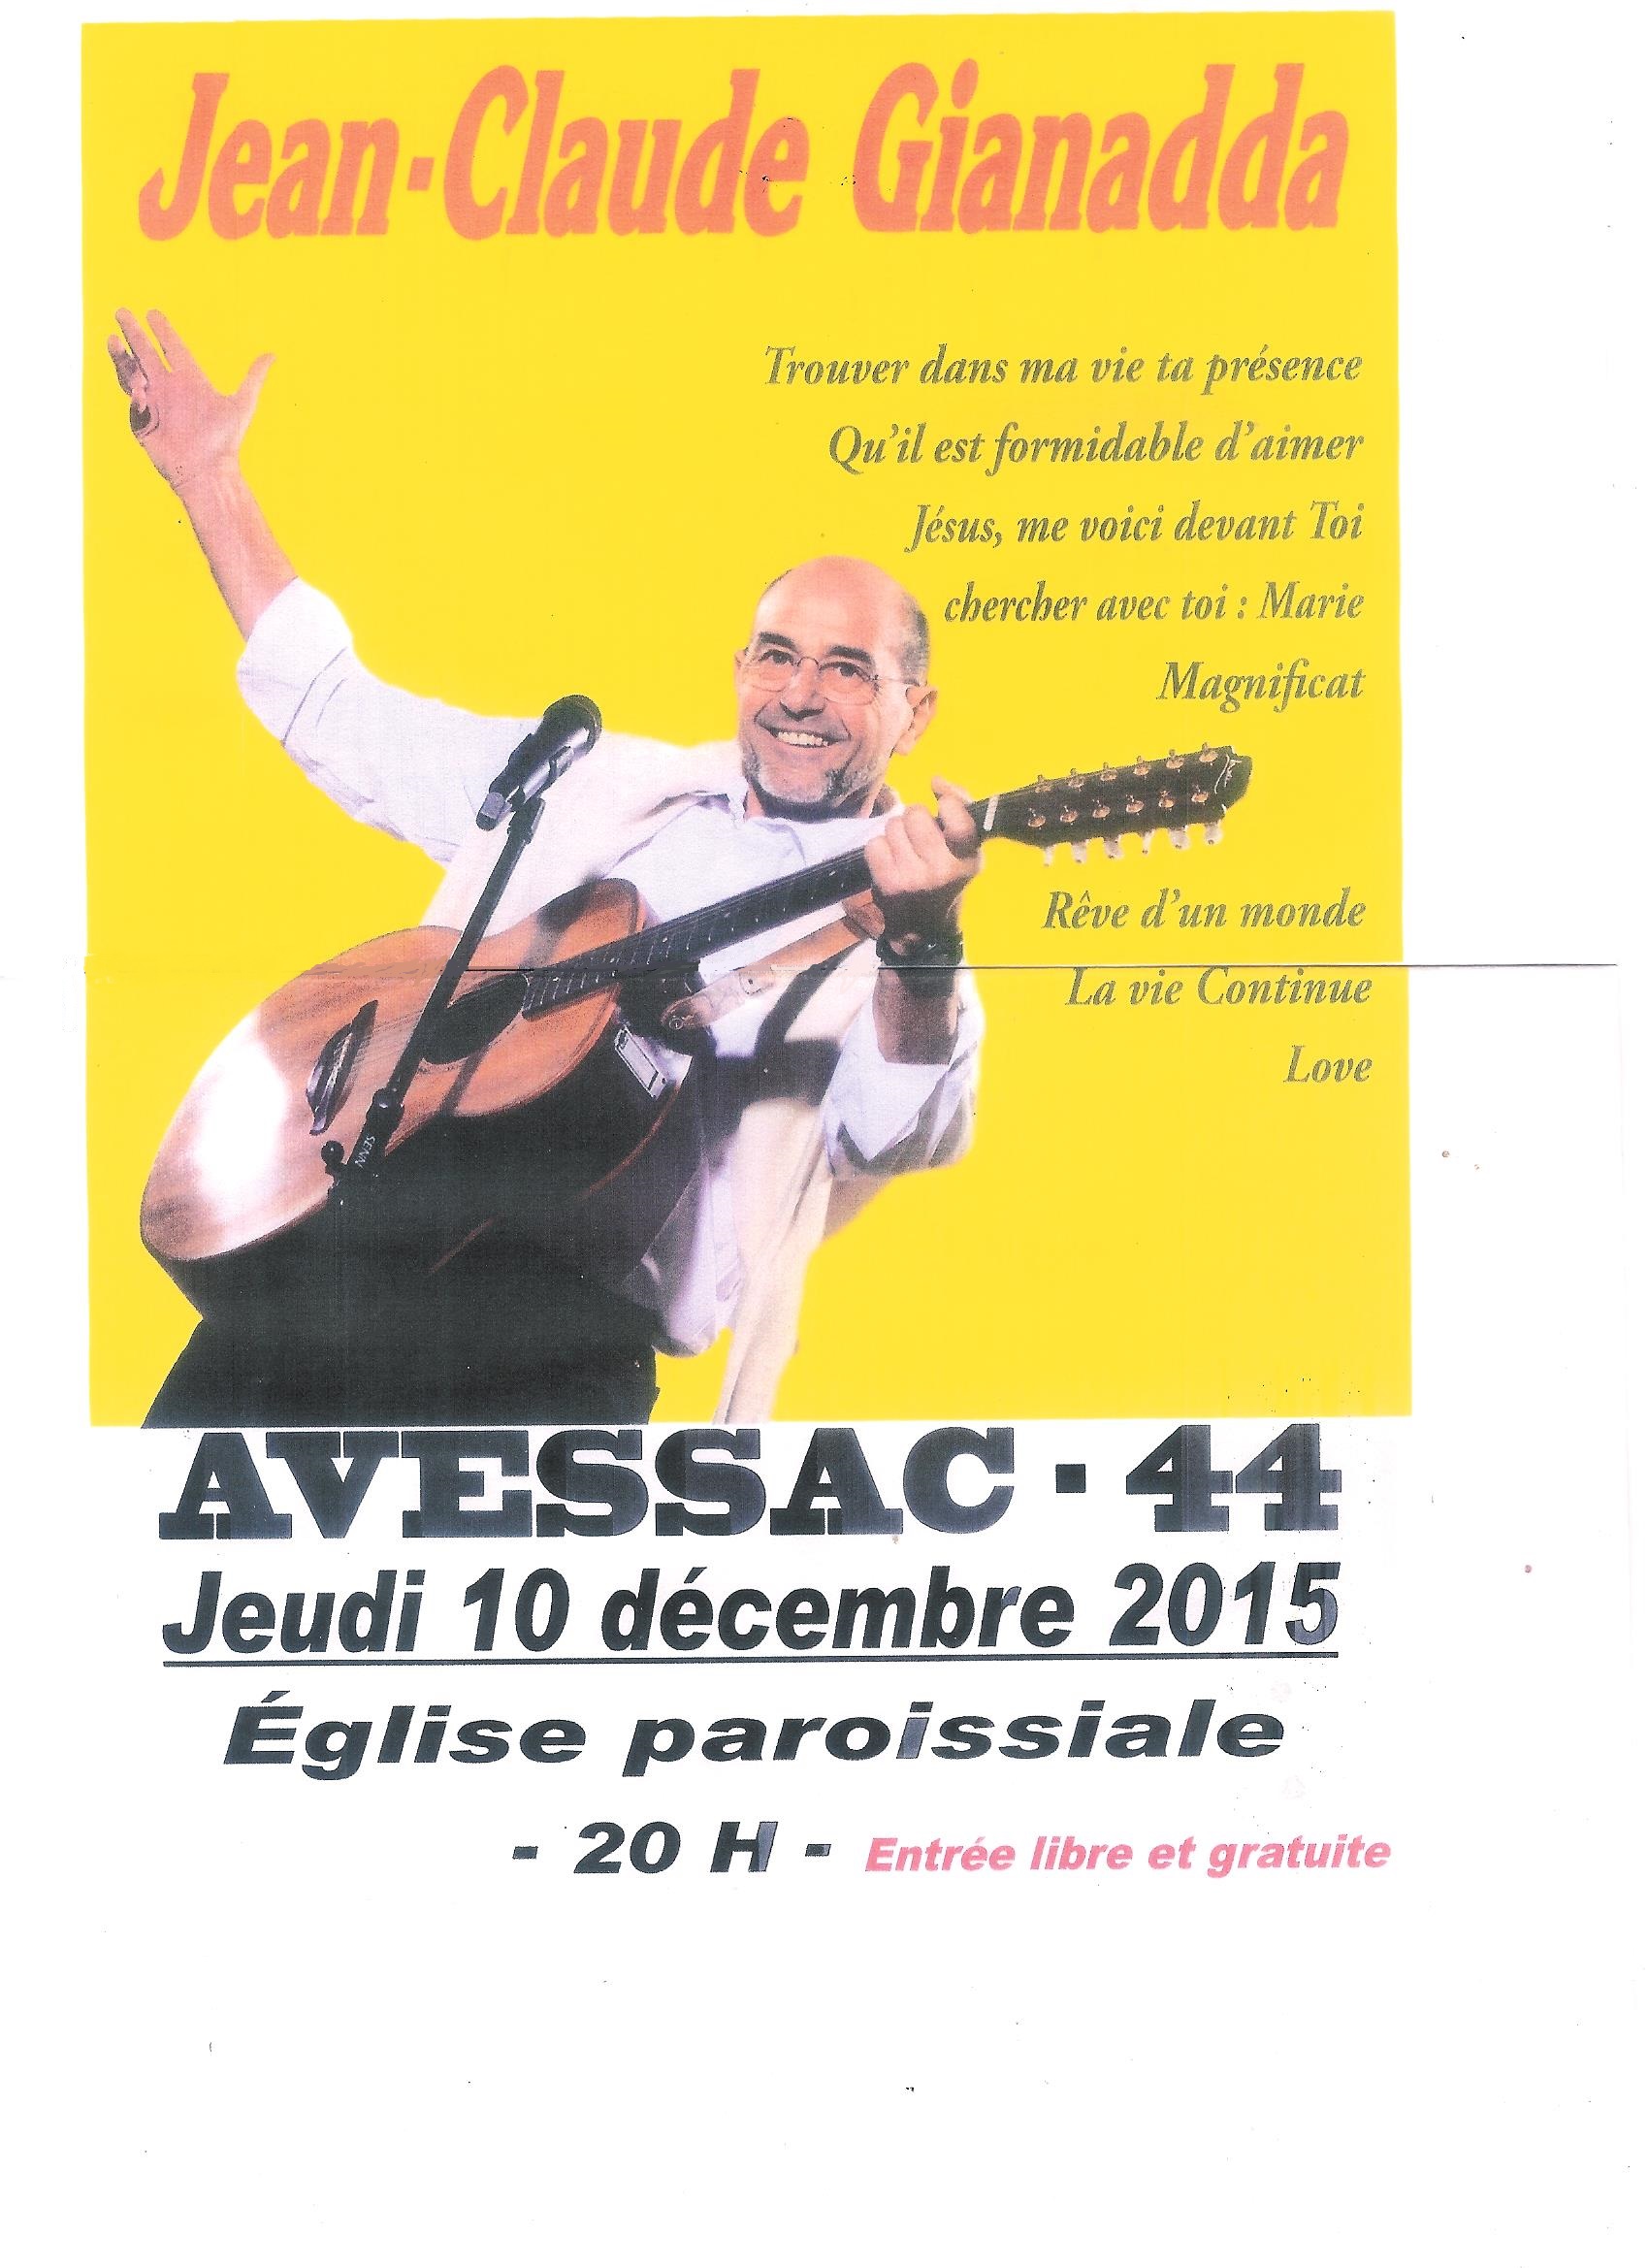 Jean-Claude Gianadda
Trouver dans ma vie ta présence
Qu'il est formidable d'aimer
Jésus, me voici devant Toi
chercher avec toi : Marie
Magnificat
Rêve d'un monde
La vie Continue
Love
SENN
AVESSAC - 44
Jeudi 10 décembre 2015
Église paroissiale
- 20 H - Entrée libre et gratuite